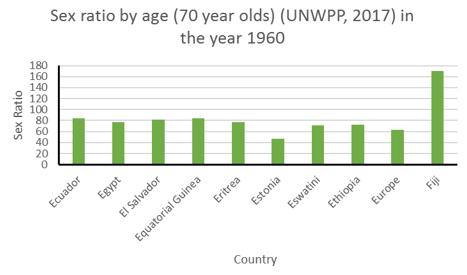 Sex ratio by age (70 year olds) (UNWPP, 2017) in
the year 1960
180
160
140
120
100
80
60
40
20
0
Sex Ratio
Ecuador
Egypt
El Salvador
Equatorial Guinea
Eritrea
Estonia
Eswatini
Ethiopia
Europe
Fiji
Country